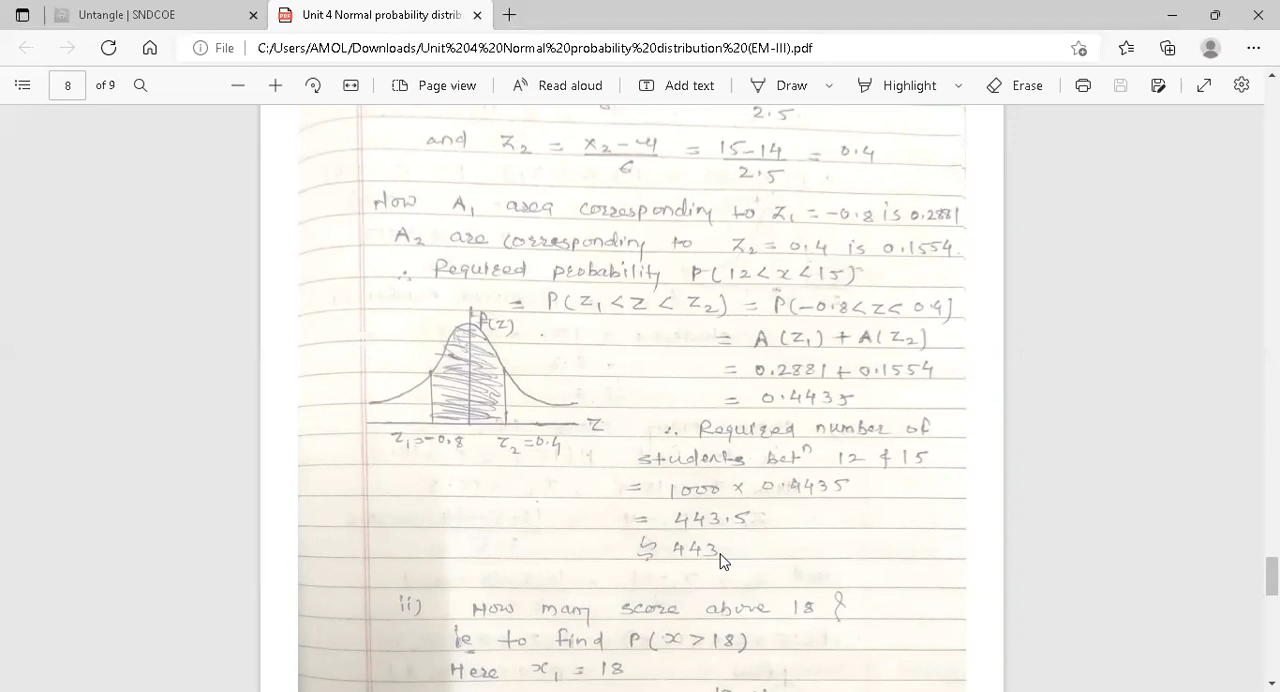 Untangle | SNDCOE
Unit 4 Normal probability distrib
File C:/Users/AMOL/Downloads/Unit%204%20Normal%20probability%20distribution%20(EM-III).pdf
8 of 9 Page view Read aloud Add text Draw Highlight Erase
2.5
and Z2 = x2-μ/σ = 15-14/2.5 = 0.4
Now A1 area corresponding to Z1 = -0.8 is 0.2881
A2 are corresponding to Z2 = 0.4 is 0.1554.
∴ Required probability P(12<x<15)
= P(Z1<Z<Z2) = P(-0.8<Z<0.4)
P(Z)
= A(Z1) + A(Z2)
= 0.2881 + 0.1554
= 0.4435
Z
Z1=-0.8 Z2=0.4
∴ Required number of
students betn 12 & 15
= 1000 × 0.4435
= 443.5
≈ 443
ii) How many score above 18 ?
ie to find P(x>18)
Here x1 = 18